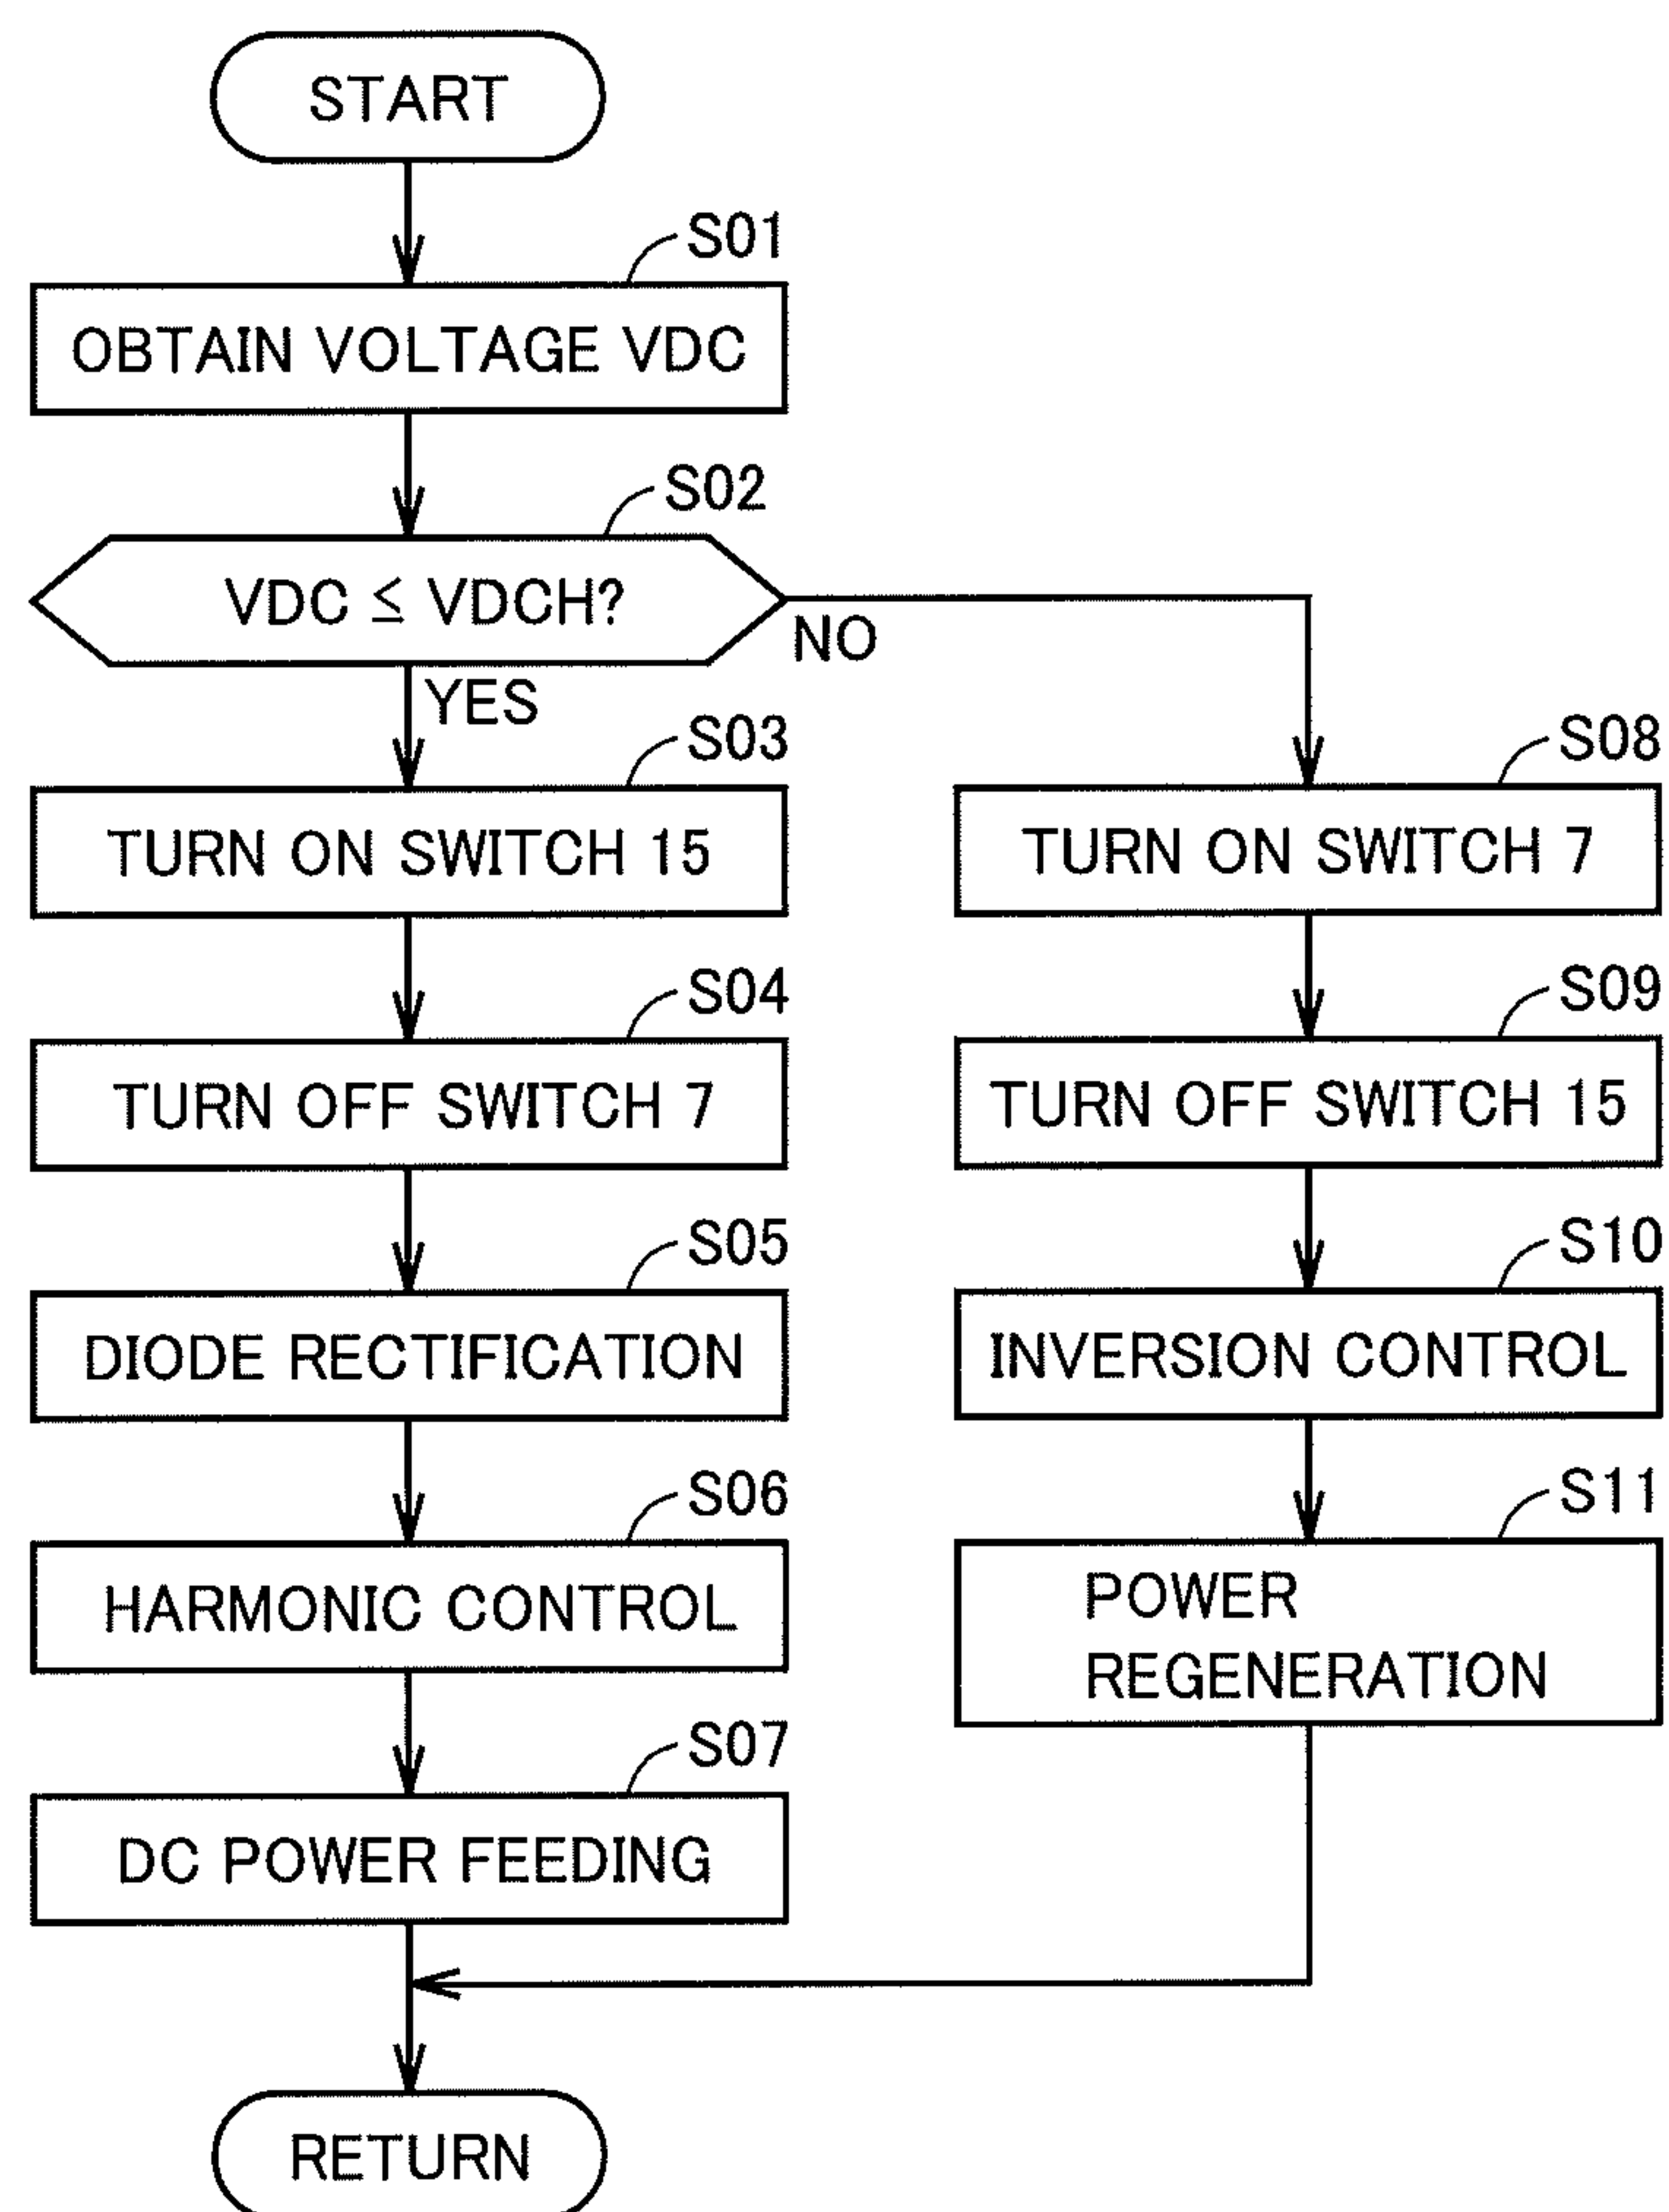 START
S01
OBTAIN VOLTAGE VDC
S02
VDC ≦ VDCH?
NO
YES
S03
TURN ON SWITCH 15
S04
TURN OFF SWITCH 7
S05
DIODE RECTIFICATION
S06
HARMONIC CONTROL
S07
DC POWER FEEDING
S08
TURN ON SWITCH 7
S09
TURN OFF SWITCH 15
S10
INVERSION CONTROL
S11
POWER
REGENERATION
RETURN